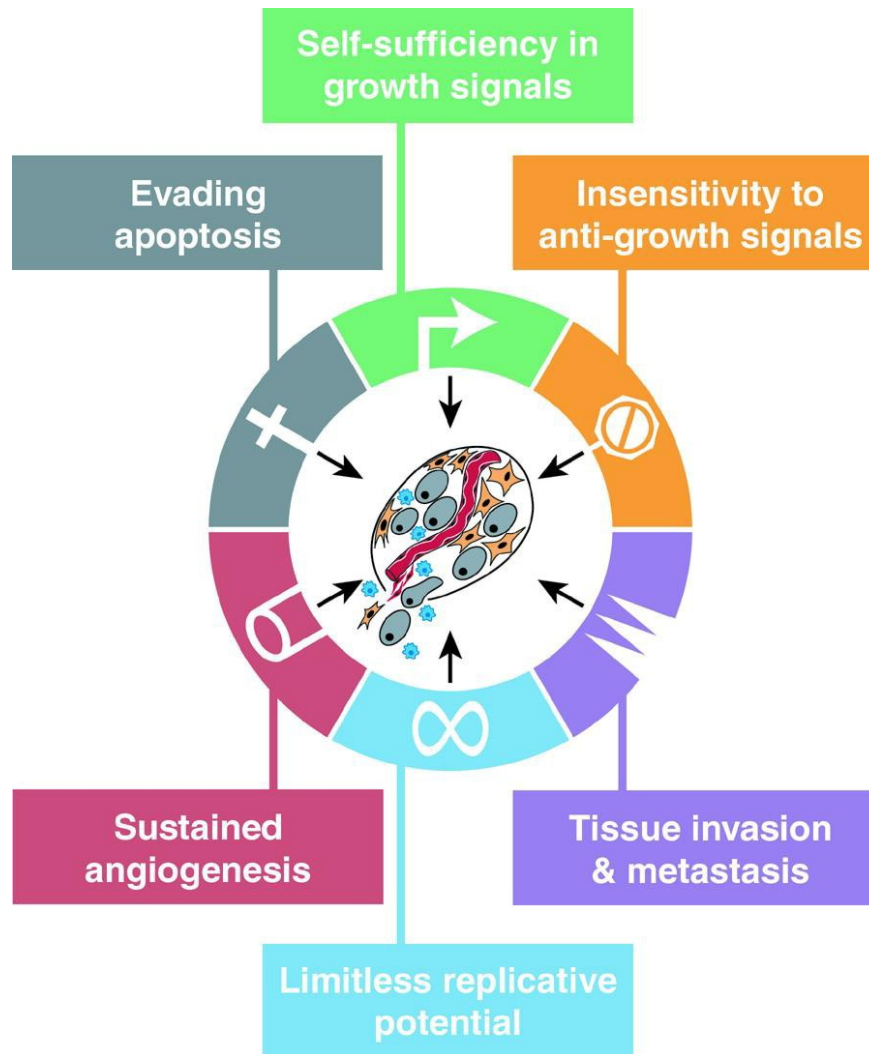 Self-sufficiency in
growth signals
Evading
apoptosis
Insensitivity to
anti-growth signals
Sustained
angiogenesis
Tissue invasion
& metastasis
Limitless replicative
potential